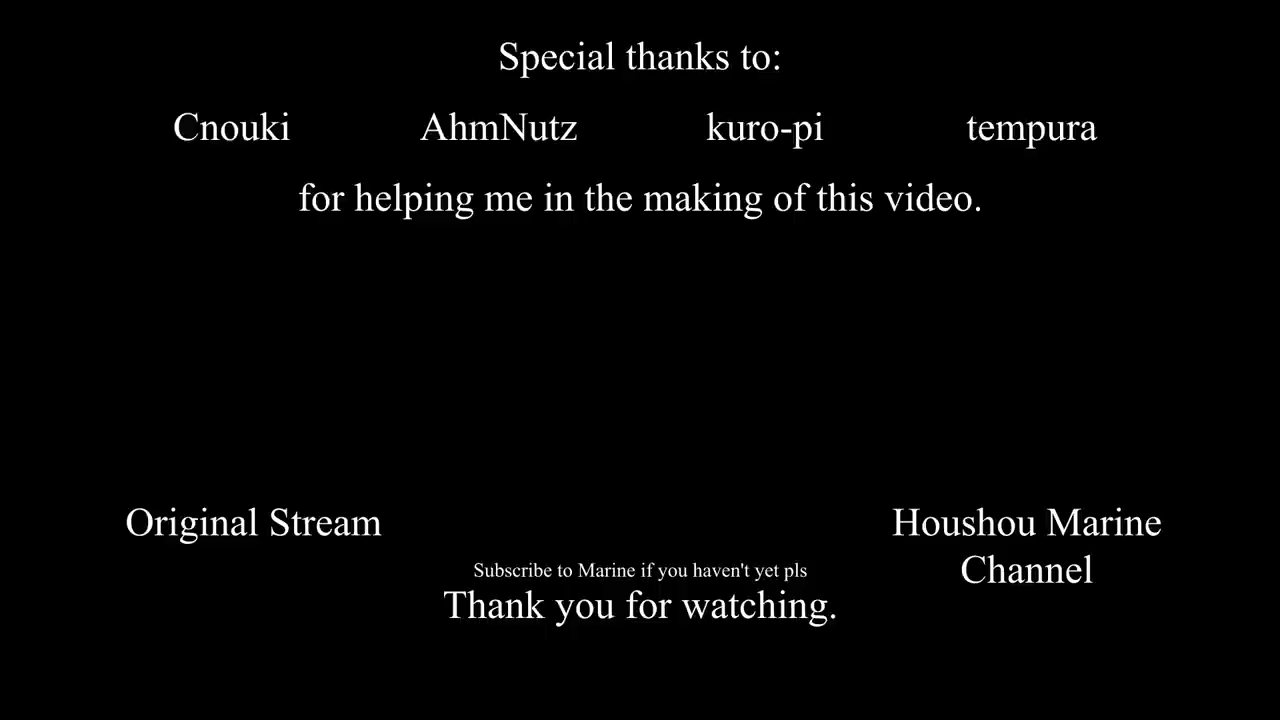 Special thanks to:
Cnouki AhmNutz kuro-pi tempura
for helping me in the making of this video.
Original Stream
Houshou Marine
Channel
Subscribe to Marine if you haven't yet pls
Thank you for watching.